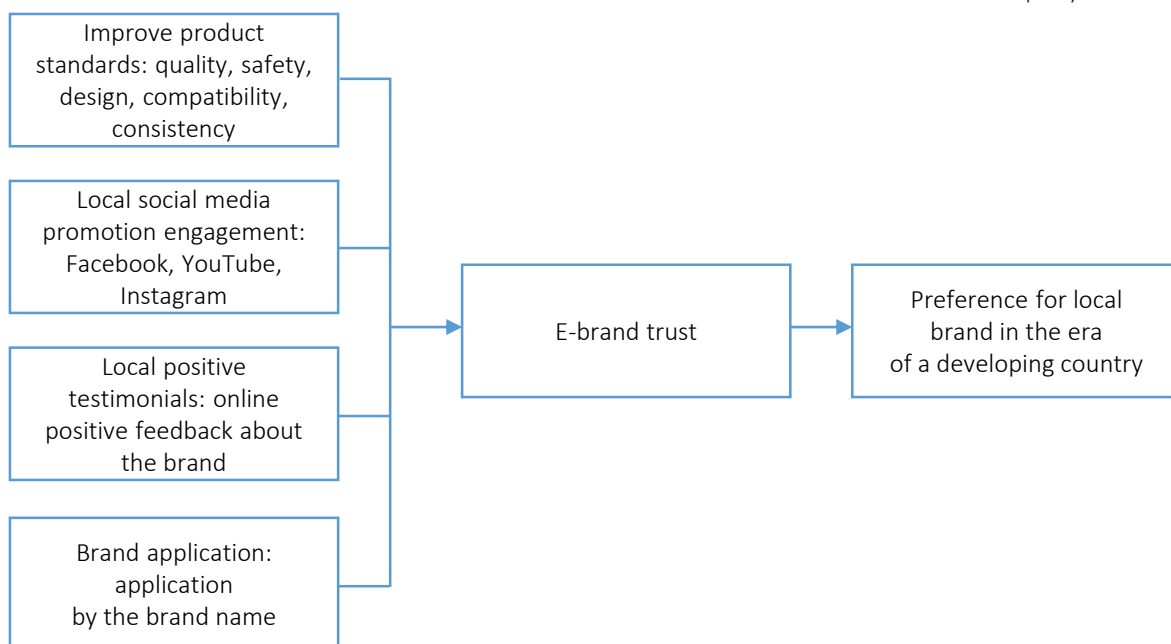 Improve product
standards: quality, safety,
design, compatibility,
consistency
Local social media
promotion engagement:
Facebook, YouTube,
Instagram
Local positive
testimonials: online
positive feedback about
the brand
Brand application:
application
by the brand name
E-brand trust
Preference for local
brand in the era
of a developing country